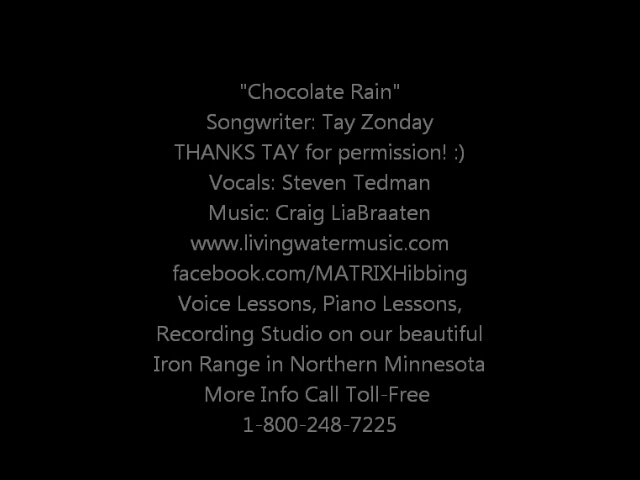 "Chocolate Rain"
Songwriter: Tay Zonday
THANKS TAY for permission! :)
Vocals: Steven Tedman
Music: Craig LiaBraaten
www.livingwatermusic.com
facebook.com/MATRIXHibbing
Voice Lessons, Piano Lessons,
Recording Studio on our beautiful
Iron Range in Northern Minnesota
More Info Call Toll-Free
1-800-248-7225